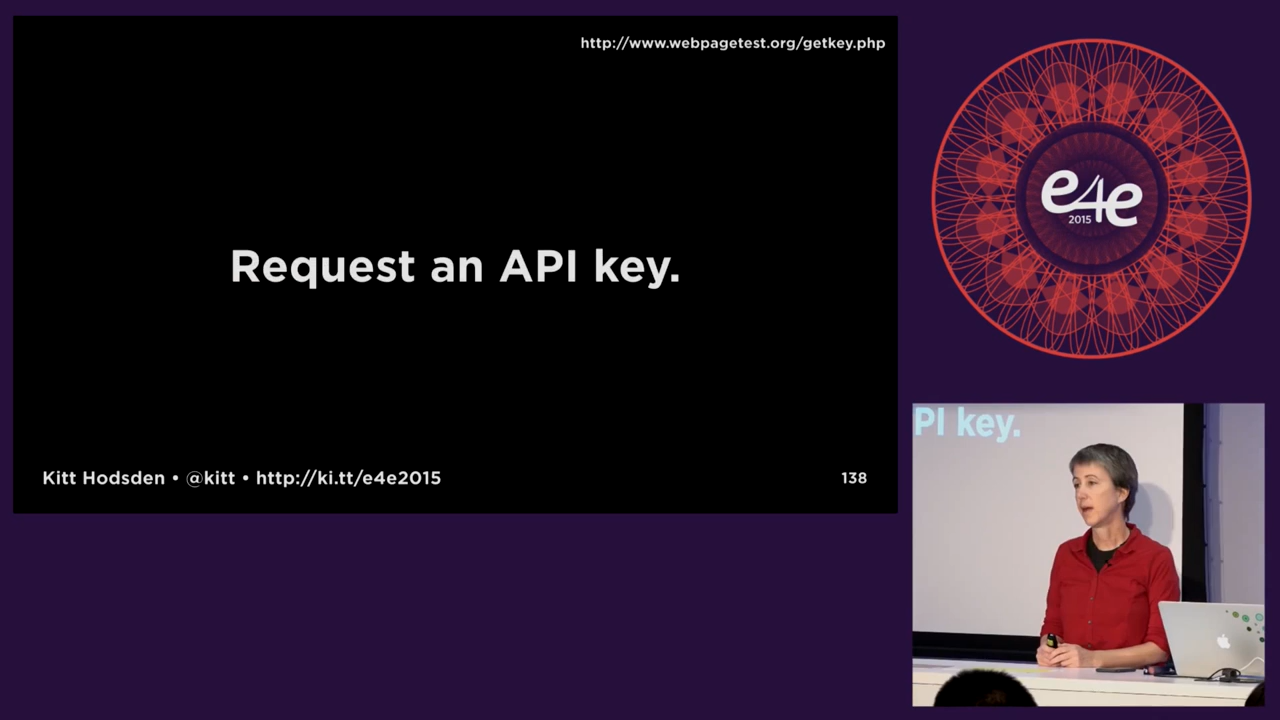 http://www.webpagetest.org/getkey.php
Request an API key.
Kitt Hodsden • @kitt • http://ki.tt/e4e2015
138
e4e
2015
PI key.